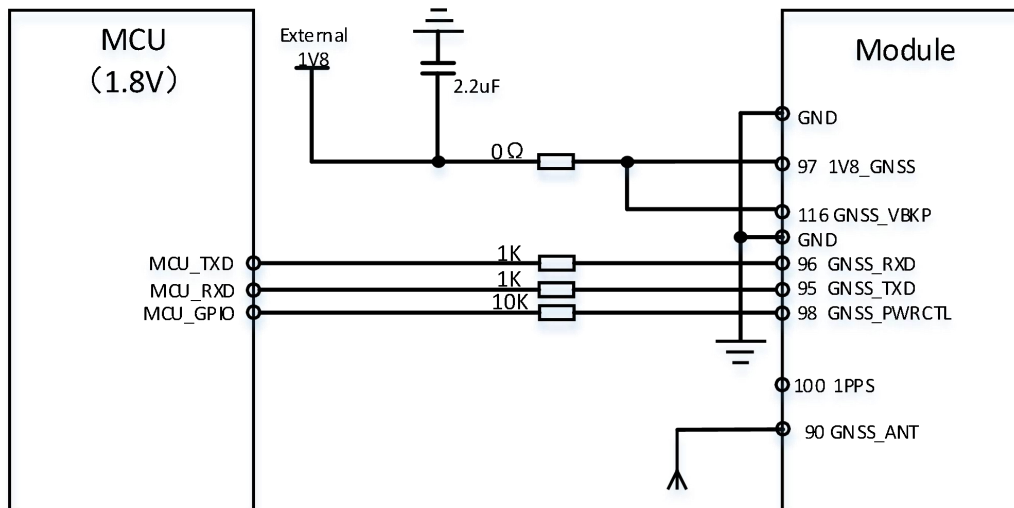 MCU
（1.8V）
External
1V8
2.2uF
Module
GND
0Ω
97 1V8_GNSS
116 GNSS_VBKP
GND
MCU_TXD
1K
96 GNSS_RXD
MCU_RXD
1K
95 GNSS_TXD
MCU_GPIO
10K
98 GNSS_PWRCTL
100 1PPS
90 GNSS_ANT